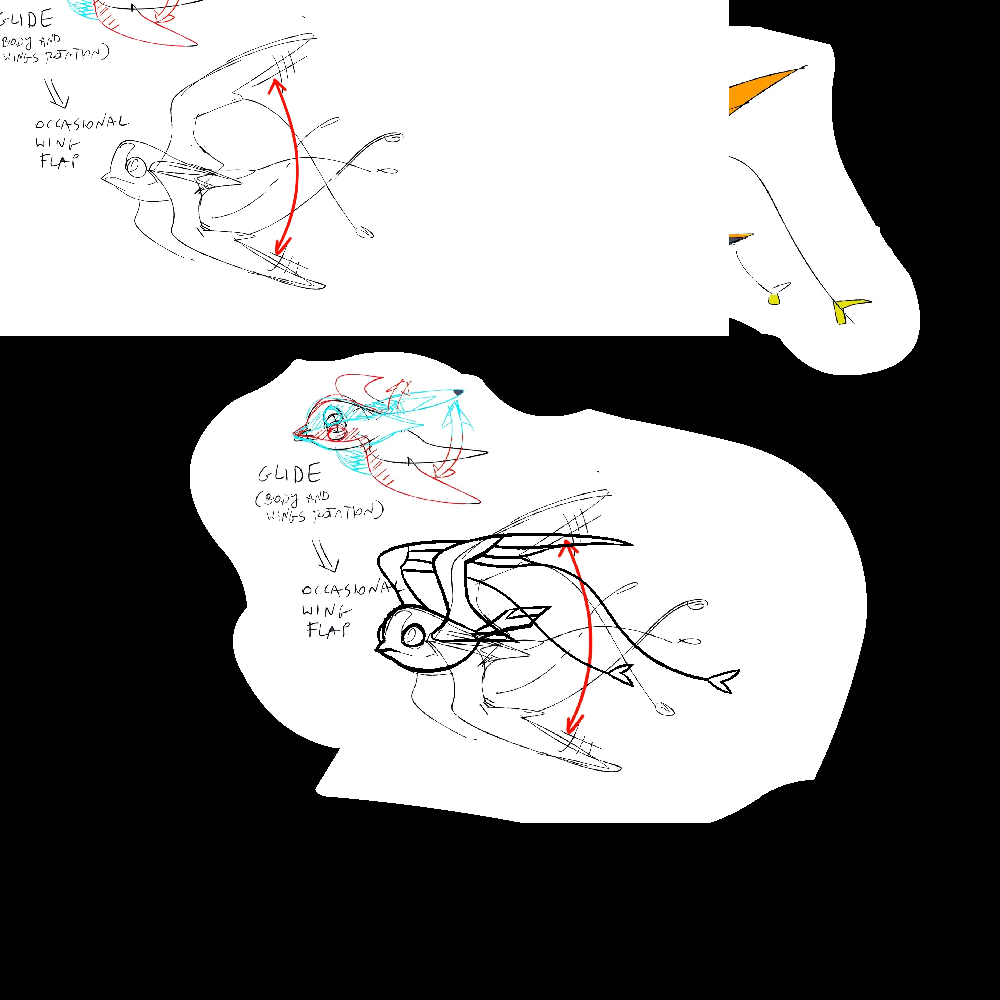 GLIDE
(BODY AND
WINGS ROTATION)
OCCASIONAL
WING
FLAP
GLIDE
(BODY AND
WINGS ROTATION)
OCCASIONAL
WING
FLAP